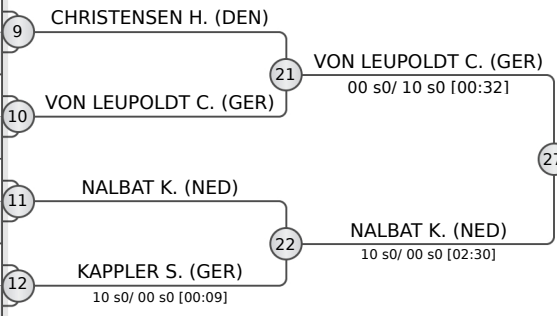 CHRISTENSEN H. (DEN)
9
VON LEUPOLDT C. (GER)
21
00 s0/ 10 s0 [00:32]
VON LEUPOLDT C. (GER)
10
27
NALBAT K. (NED)
11
NALBAT K. (NED)
22
10 s0/ 00 s0 [02:30]
KAPPLER S. (GER)
12
10 s0/ 00 s0 [00:09]